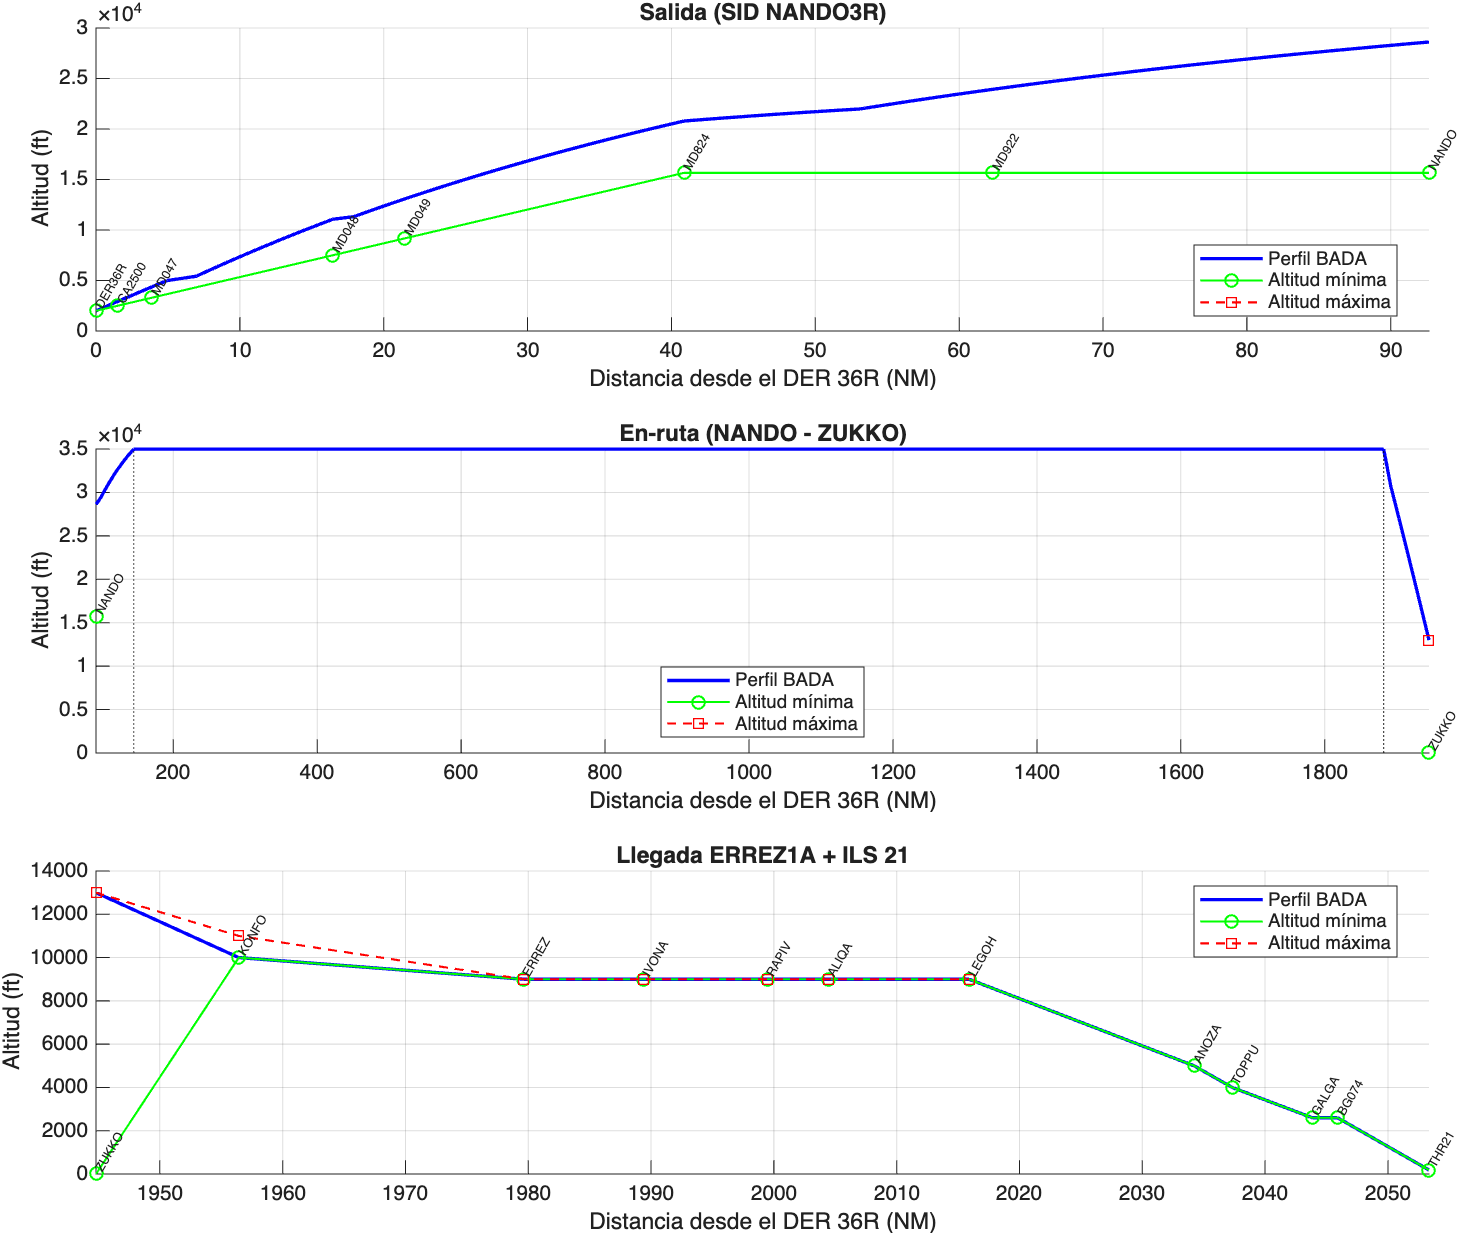 Salida (SID NANDO3R)
×10⁴
3
2.5
2
1.5
1
0.5
0
Altitud (ft)
DER36R
CA2500
MD047
MD048
MD049
MD824
MD922
NANDO
Perfil BADA
Altitud mínima
Altitud máxima
0 10 20 30 40 50 60 70 80 90
Distancia desde el DER 36R (NM)
En-ruta (NANDO - ZUKKO)
×10⁴
3.5
3
2.5
2
1.5
1
0.5
0
Altitud (ft)
NANDO
ZUKKO
Perfil BADA
Altitud mínima
Altitud máxima
200 400 600 800 1000 1200 1400 1600 1800
Distancia desde el DER 36R (NM)
Llegada ERREZ1A + ILS 21
14000
12000
10000
8000
6000
4000
2000
0
Altitud (ft)
ZUKKO
KONFO
ERREZ
IVONA
RAPIV
ALIQA
LEGOH
ANOZA
TOPPU
GALGA
BG074
THR21
Perfil BADA
Altitud mínima
Altitud máxima
1950 1960 1970 1980 1990 2000 2010 2020 2030 2040 2050
Distancia desde el DER 36R (NM)